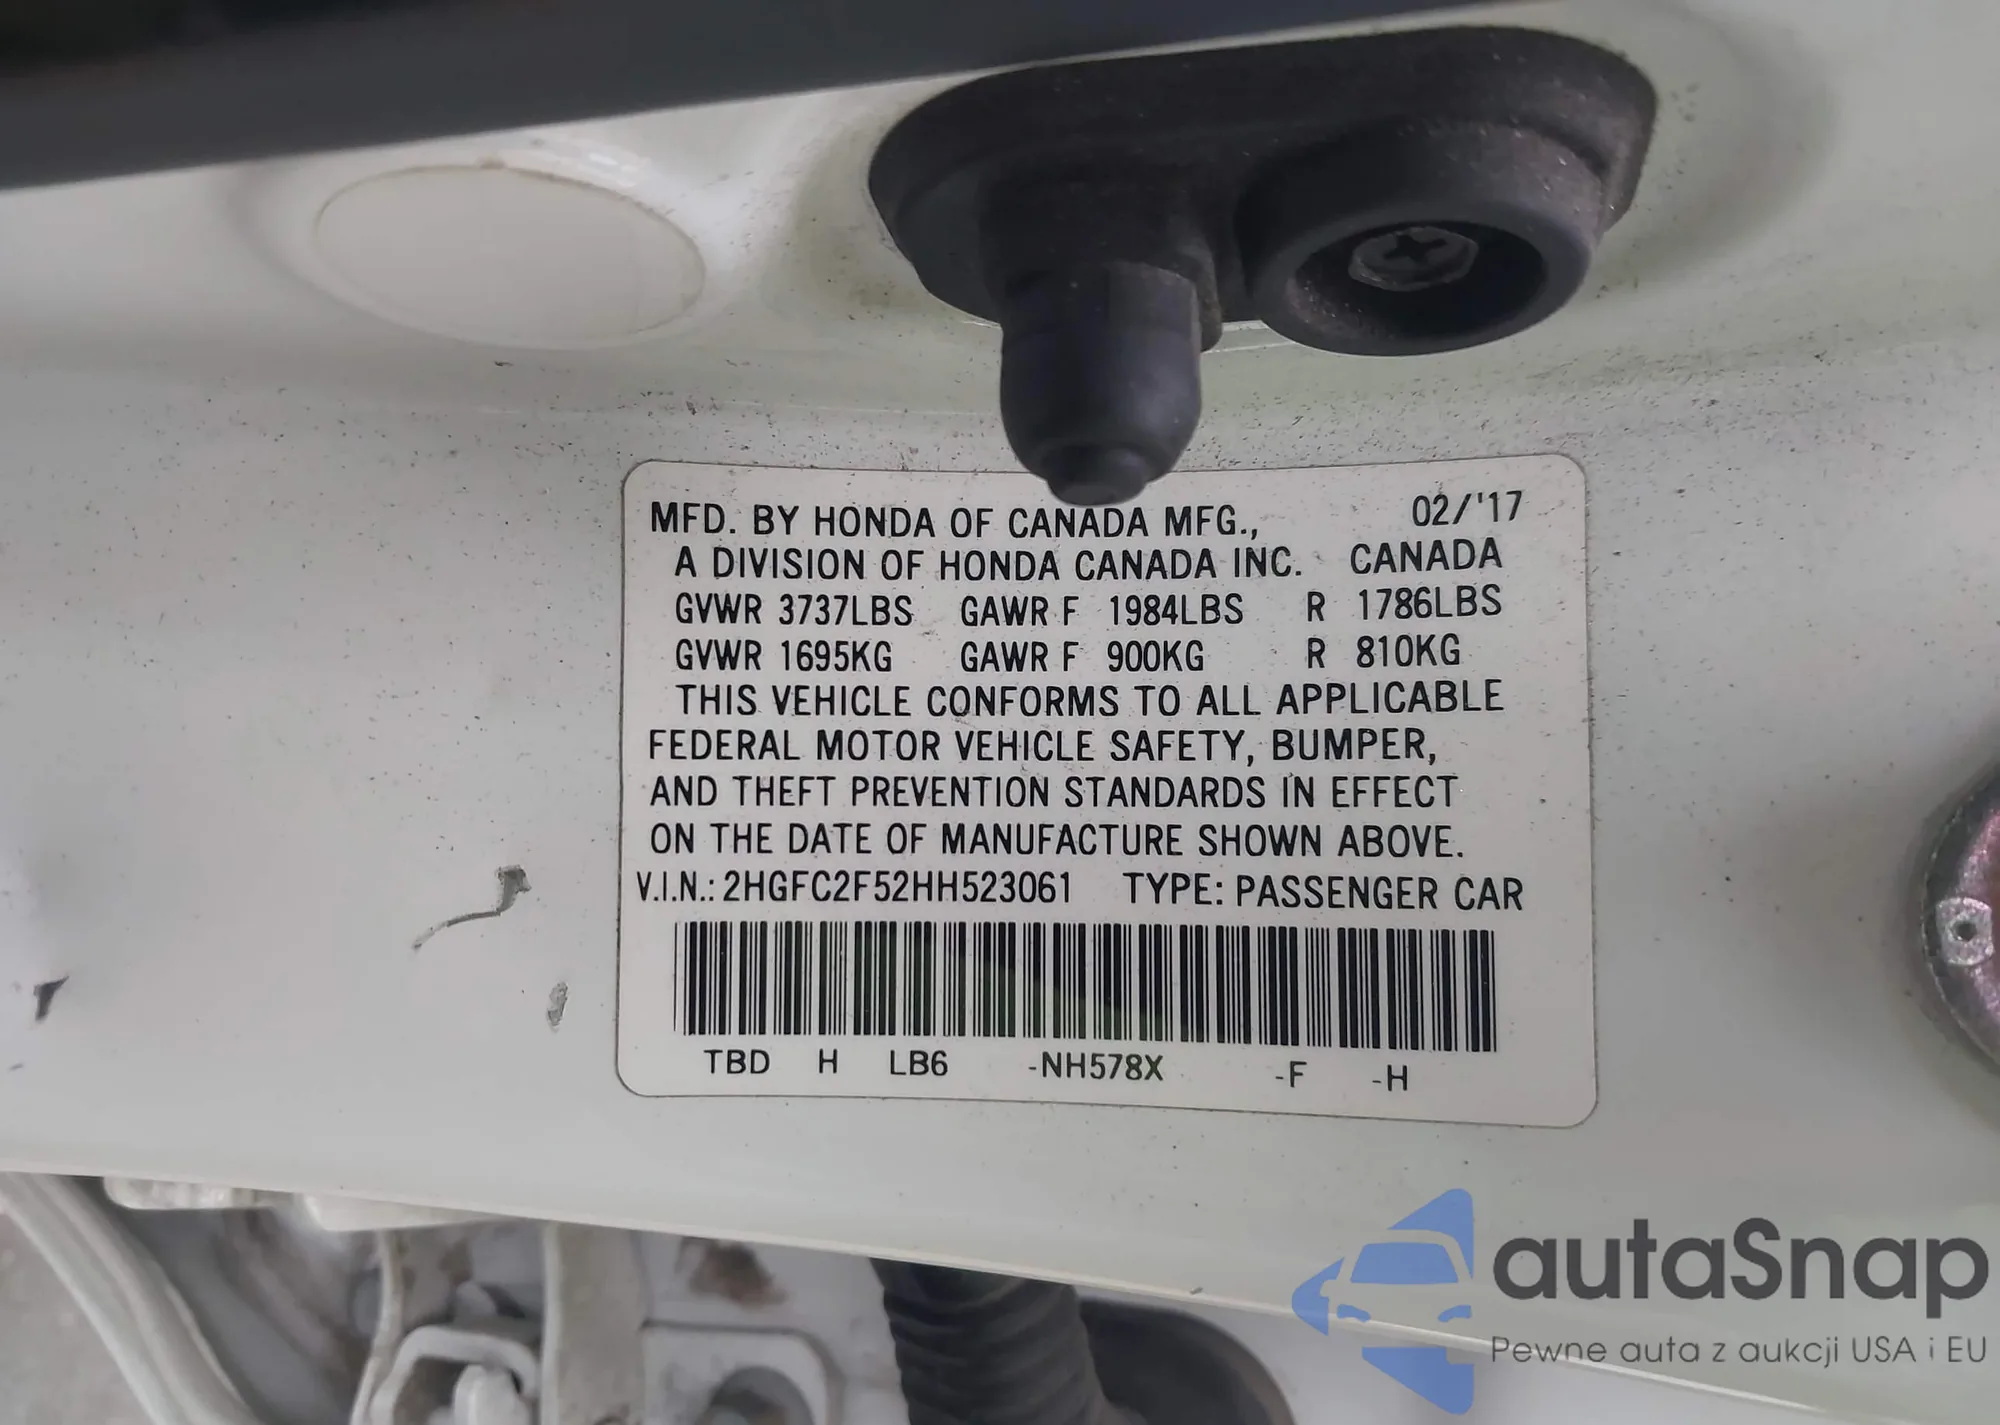 MFD. BY HONDA OF CANADA MFG., 02/'17
A DIVISION OF HONDA CANADA INC. CANADA
GVWR 3737LBS GAWR F 1984LBS R 1786LBS
GVWR 1695KG GAWR F 900KG R 810KG
THIS VEHICLE CONFORMS TO ALL APPLICABLE
FEDERAL MOTOR VEHICLE SAFETY, BUMPER,
AND THEFT PREVENTION STANDARDS IN EFFECT
ON THE DATE OF MANUFACTURE SHOWN ABOVE.
V.I.N.: 2HGFC2F52HH523061 TYPE: PASSENGER CAR
TBD H LB6 -NH578X -F -H
autaSnap
Pewne auta z aukcji USA i EU